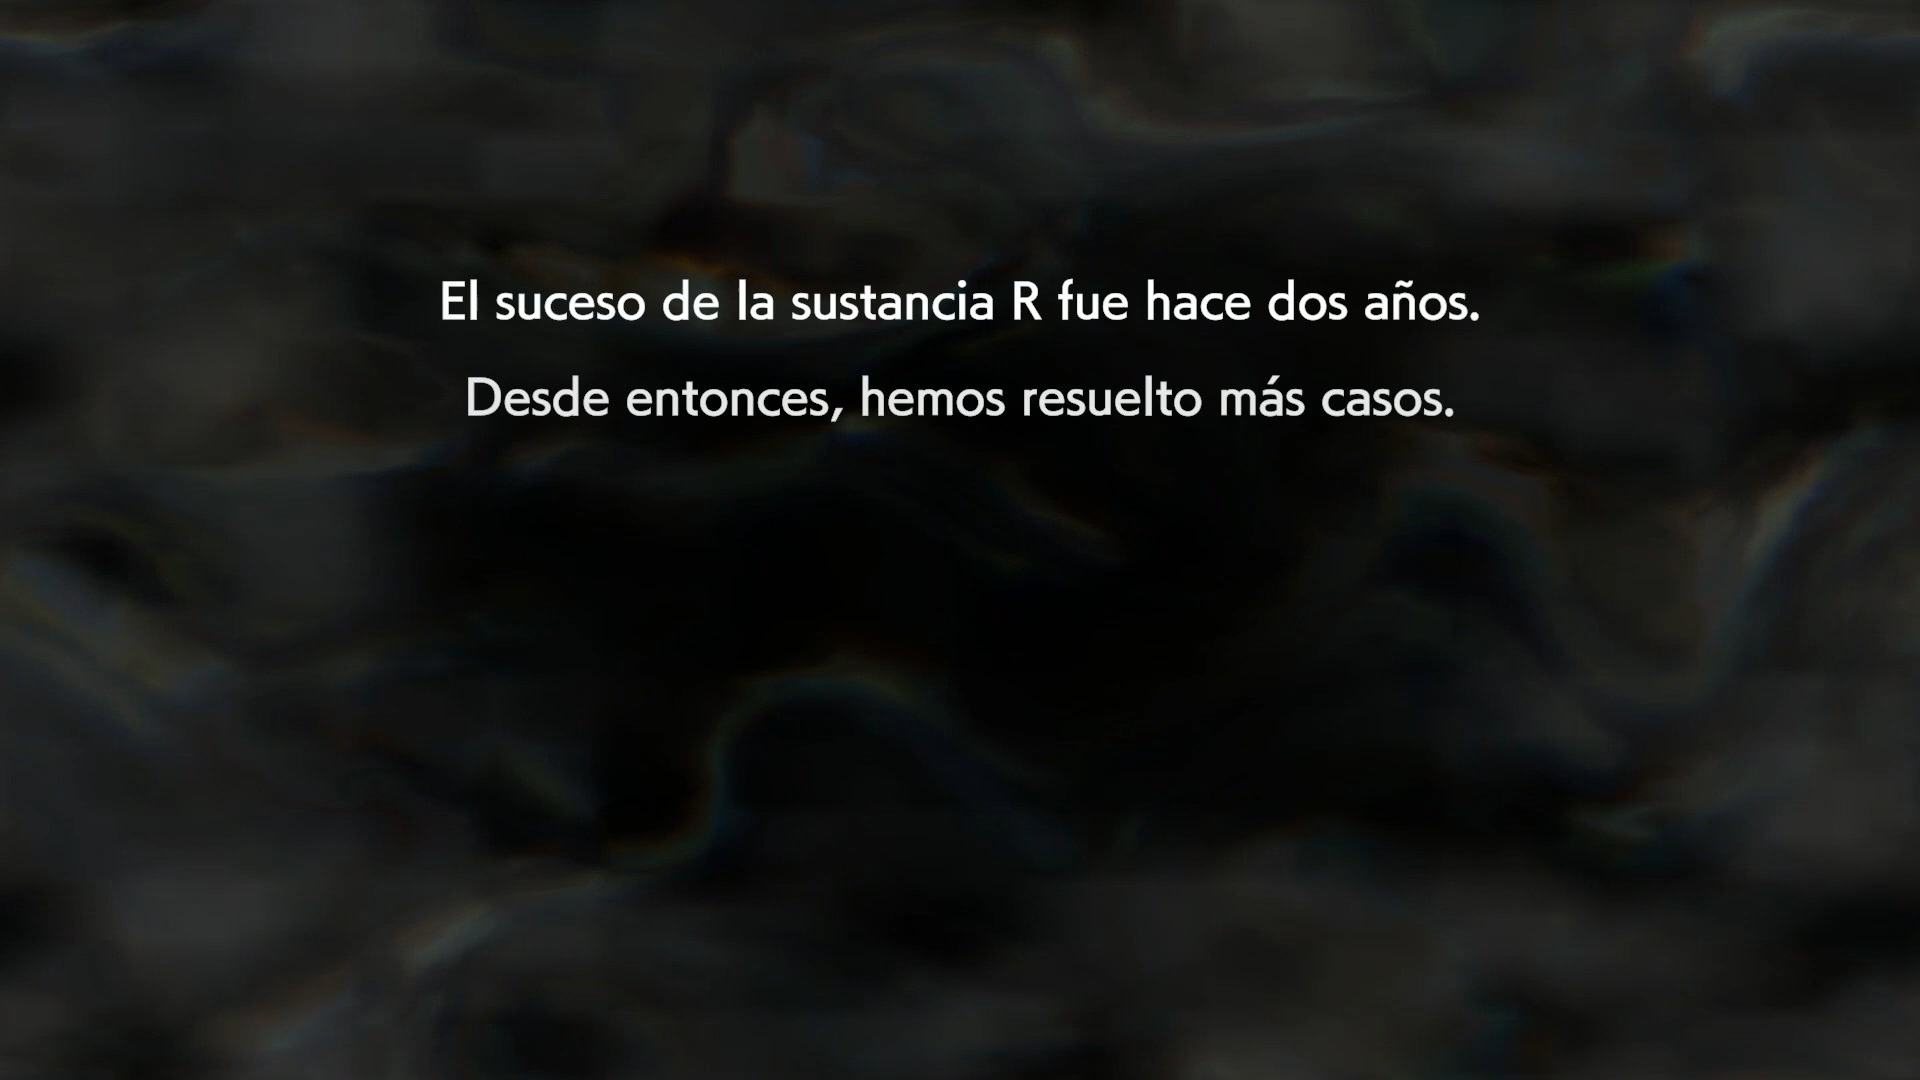 El suceso de la sustancia R fue hace dos años.
Desde entonces, hemos resuelto más casos.